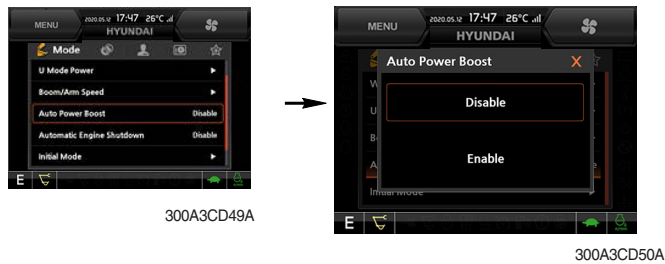 MENU
2020.05.12 17:47 26°C
HYUNDAI
Mode
U Mode Power
Boom/Arm Speed
Auto Power Boost Disable
Automatic Engine Shutdown Disable
Initial Mode
E
300A3CD49A
MENU
2020.05.12 17:47 26°C
HYUNDAI
Auto Power Boost X
Disable
Enable
Initial Mode
E
300A3CD50A